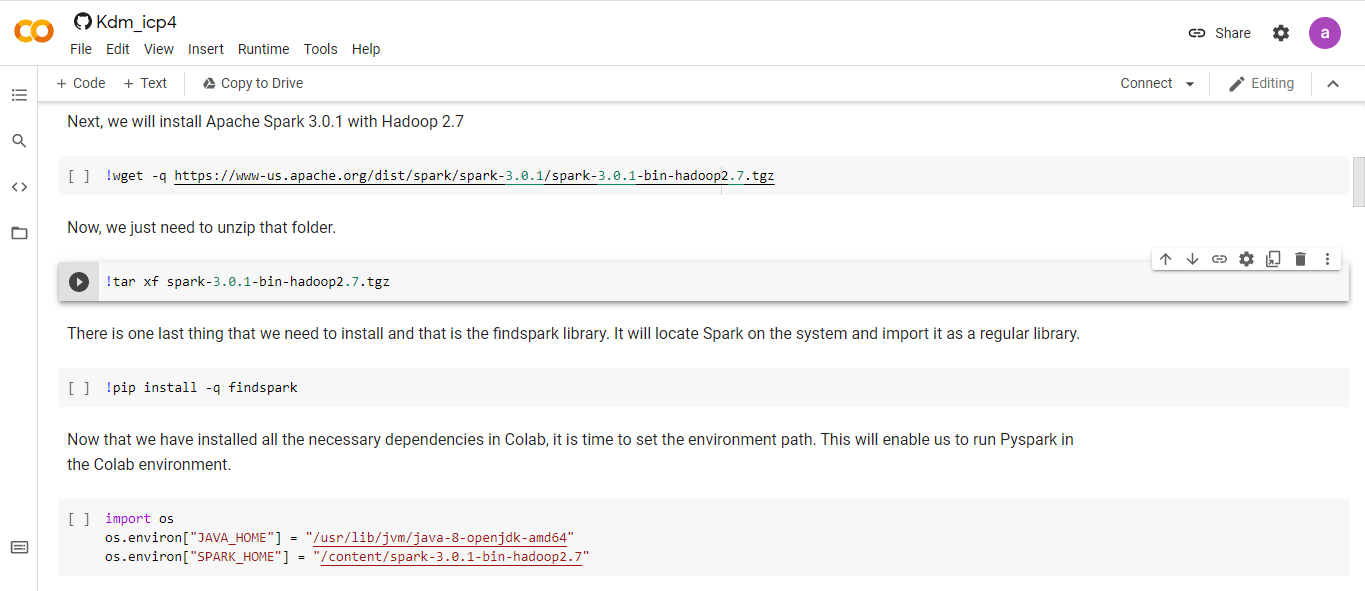 Kdm_icp4
File Edit View Insert Runtime Tools Help
Share
a
+ Code + Text Copy to Drive
Connect
Editing
Next, we will install Apache Spark 3.0.1 with Hadoop 2.7
[ ] !wget -q https://www-us.apache.org/dist/spark/spark-3.0.1/spark-3.0.1-bin-hadoop2.7.tgz
Now, we just need to unzip that folder.
!tar xf spark-3.0.1-bin-hadoop2.7.tgz
There is one last thing that we need to install and that is the findspark library. It will locate Spark on the system and import it as a regular library.
[ ] !pip install -q findspark
Now that we have installed all the necessary dependencies in Colab, it is time to set the environment path. This will enable us to run Pyspark in
the Colab environment.
[ ] import os
os.environ["JAVA_HOME"] = "/usr/lib/jvm/java-8-openjdk-amd64"
os.environ["SPARK_HOME"] = "/content/spark-3.0.1-bin-hadoop2.7"